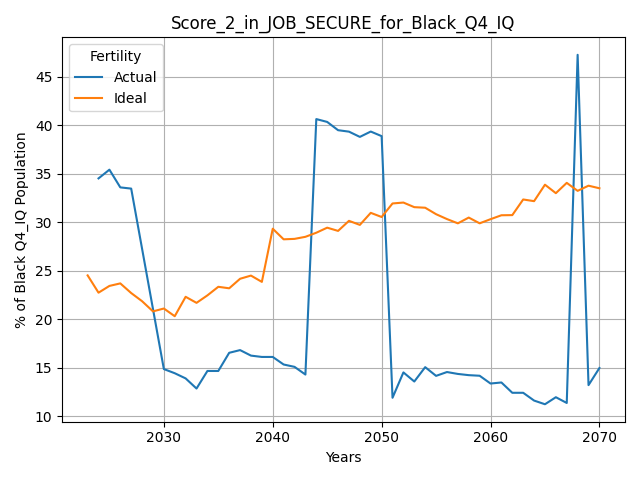 Score_2_in_JOB_SECURE_for_Black_Q4_IQ
Fertility
Actual
Ideal
% of Black Q4_IQ Population
45
40
35
30
25
20
15
10
2030 2040 2050 2060 2070
Years